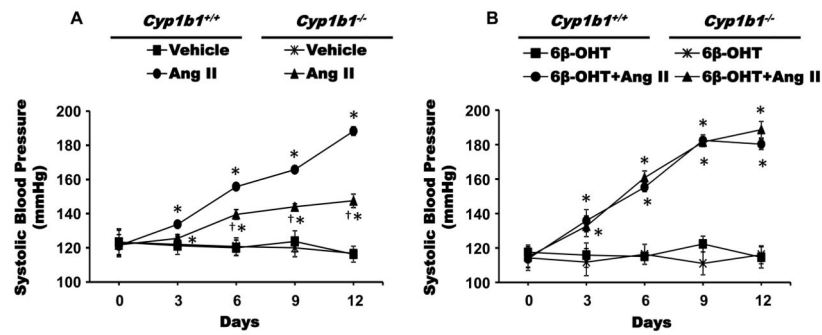 A
Cyp1b1+/+ Cyp1b1-/-
Vehicle Vehicle
Ang II Ang II
Systolic Blood Pressure
(mmHg)
200
180
160
140
120
100
* * * *
* †* †* †*
0 3 6 9 12
Days
B
Cyp1b1+/+ Cyp1b1-/-
6β-OHT 6β-OHT
6β-OHT+Ang II 6β-OHT+Ang II
Systolic Blood Pressure
(mmHg)
200
180
160
140
120
100
* * * *
* * * *
0 3 6 9 12
Days